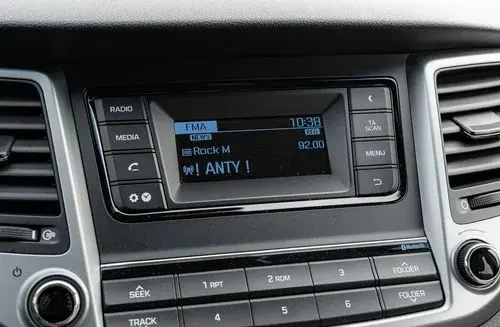 RADIO
MEDIA
FMA 10:38
NEWS
Rock M 92.00
! ANTY !
TA
SCAN
MENU
Bluetooth
SEEK
TRACK
1 RPT
2 RDM
3
4
5
6
FOLDER
FOLDER